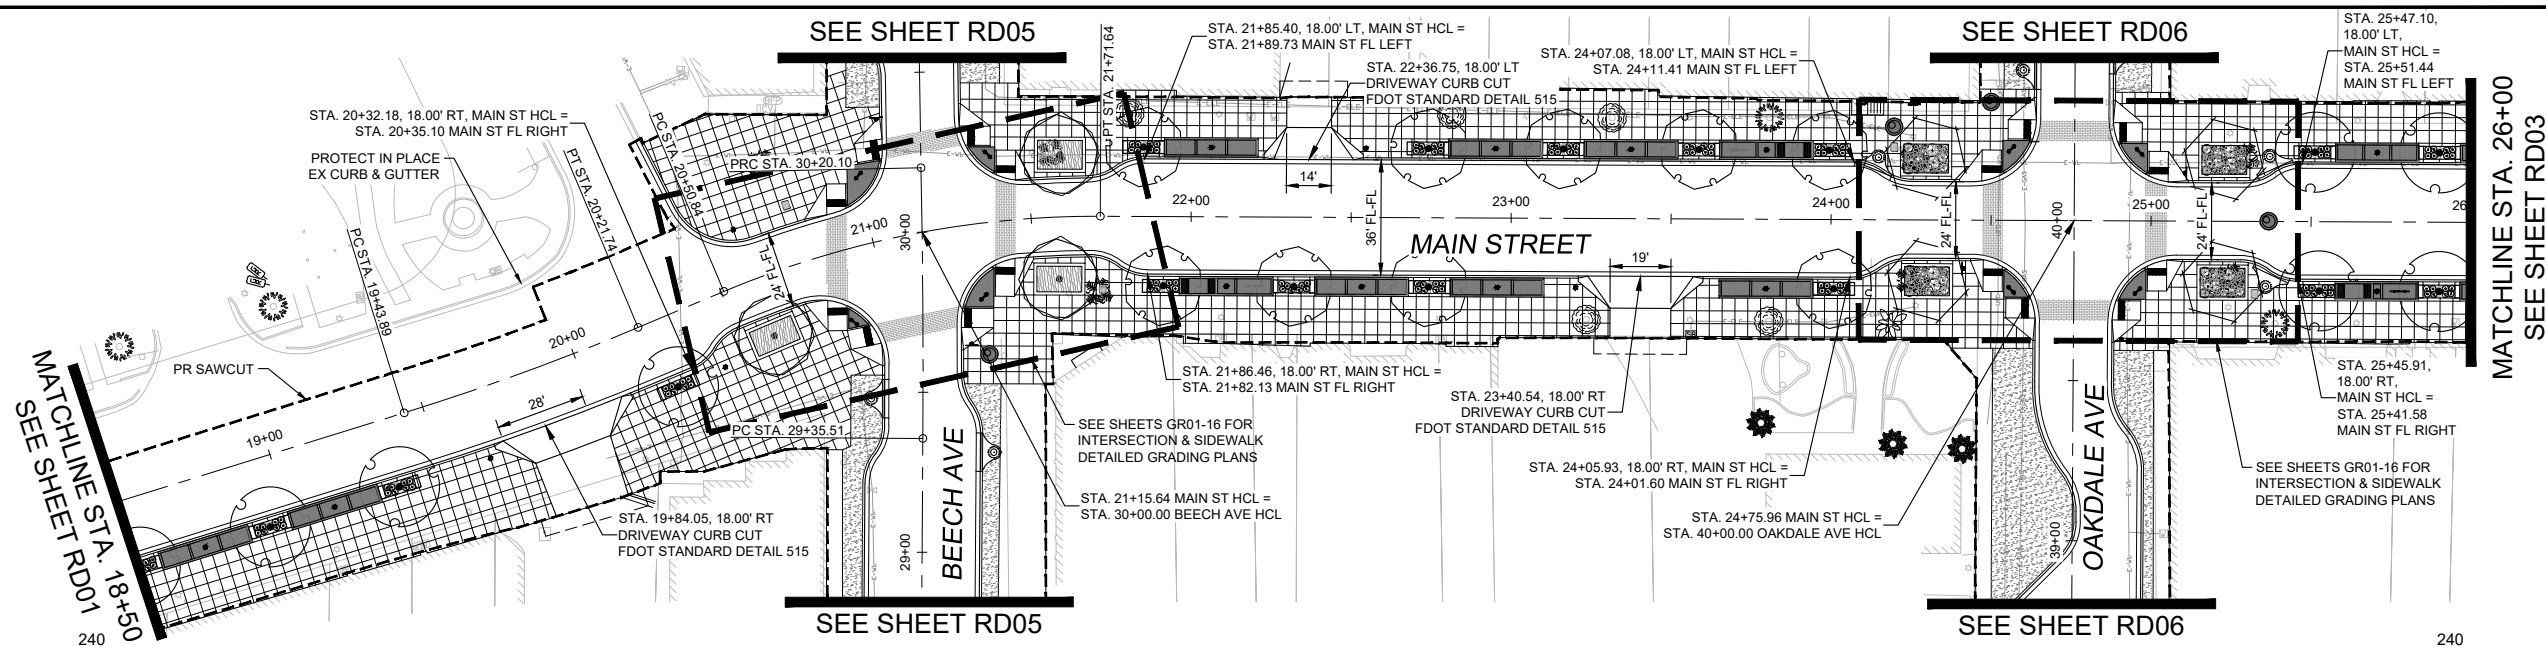 SEE SHEET RD05
SEE SHEET RD06
STA. 21+85.40, 18.00' LT, MAIN ST HCL =
STA. 21+89.73 MAIN ST FL LEFT
STA. 22+36.75, 18.00' LT
DRIVEWAY CURB CUT
FDOT STANDARD DETAIL 515
STA. 24+07.08, 18.00' LT, MAIN ST HCL =
STA. 24+11.41 MAIN ST FL LEFT
STA. 25+47.10,
18.00' LT,
MAIN ST HCL =
STA. 25+51.44
MAIN ST FL LEFT
PT STA. 21+71.64
STA. 20+32.18, 18.00' RT, MAIN ST HCL =
STA. 20+35.10 MAIN ST FL RIGHT
PROTECT IN PLACE
EX CURB & GUTTER
PC STA. 20+50.84
PT STA. 20+21.74
PC STA. 19+43.89
PRC STA. 30+20.10
14'
36' FL-FL
24' FL-FL
24' FL-FL
24' FL-FL
19+00
20+00
21+00
22+00
23+00
24+00
25+00
26
30+00
40+00
MAIN STREET
19'
28'
PR SAWCUT
MATCHLINE STA. 18+50
SEE SHEET RD01
MATCHLINE STA. 26+00
SEE SHEET RD03
STA. 19+84.05, 18.00' RT
DRIVEWAY CURB CUT
FDOT STANDARD DETAIL 515
PC STA. 29+35.51
29+00
BEECH AVE
STA. 21+86.46, 18.00' RT, MAIN ST HCL =
STA. 21+82.13 MAIN ST FL RIGHT
SEE SHEETS GR01-16 FOR
INTERSECTION & SIDEWALK
DETAILED GRADING PLANS
STA. 21+15.64 MAIN ST HCL =
STA. 30+00.00 BEECH AVE HCL
STA. 23+40.54, 18.00' RT
DRIVEWAY CURB CUT
FDOT STANDARD DETAIL 515
STA. 24+05.93, 18.00' RT, MAIN ST HCL =
STA. 24+01.60 MAIN ST FL RIGHT
STA. 24+75.96 MAIN ST HCL =
STA. 40+00.00 OAKDALE AVE HCL
39+00
OAKDALE AVE
STA. 25+45.91,
18.00' RT,
MAIN ST HCL =
STA. 25+41.58
MAIN ST FL RIGHT
SEE SHEETS GR01-16 FOR
INTERSECTION & SIDEWALK
DETAILED GRADING PLANS
SEE SHEET RD05
SEE SHEET RD06
240
240